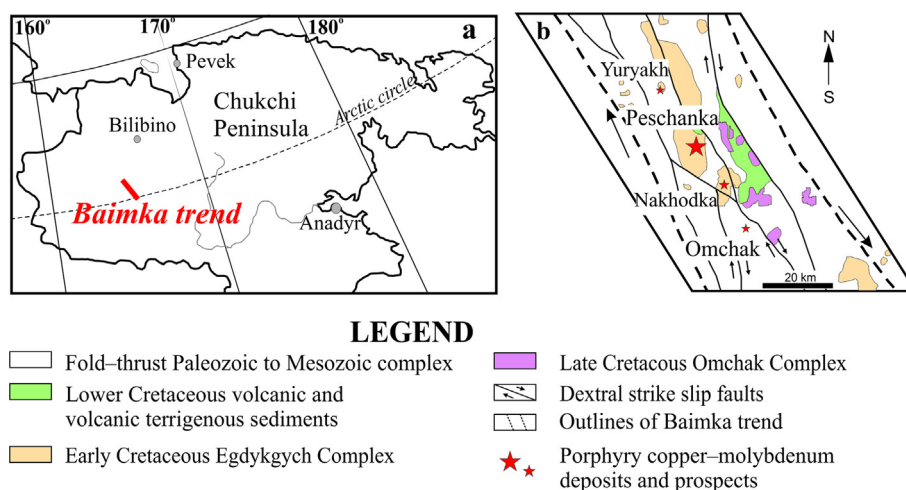 160°
170°
180°
a
Pevek
Chukchi
Peninsula
Arctic circle
Bilibino
Baimka trend
Anadyr
b
N
S
Yuryakh
Peschanka
Nakhodka
Omchak
20 km
LEGEND
Fold–thrust Paleozoic to Mesozoic complex
Lower Cretaceous volcanic and
volcanic terrigenous sediments
Early Cretaceous Egdykgych Complex
Late Cretacous Omchak Complex
Dextral strike slip faults
Outlines of Baimka trend
Porphyry copper–molybdenum
deposits and prospects